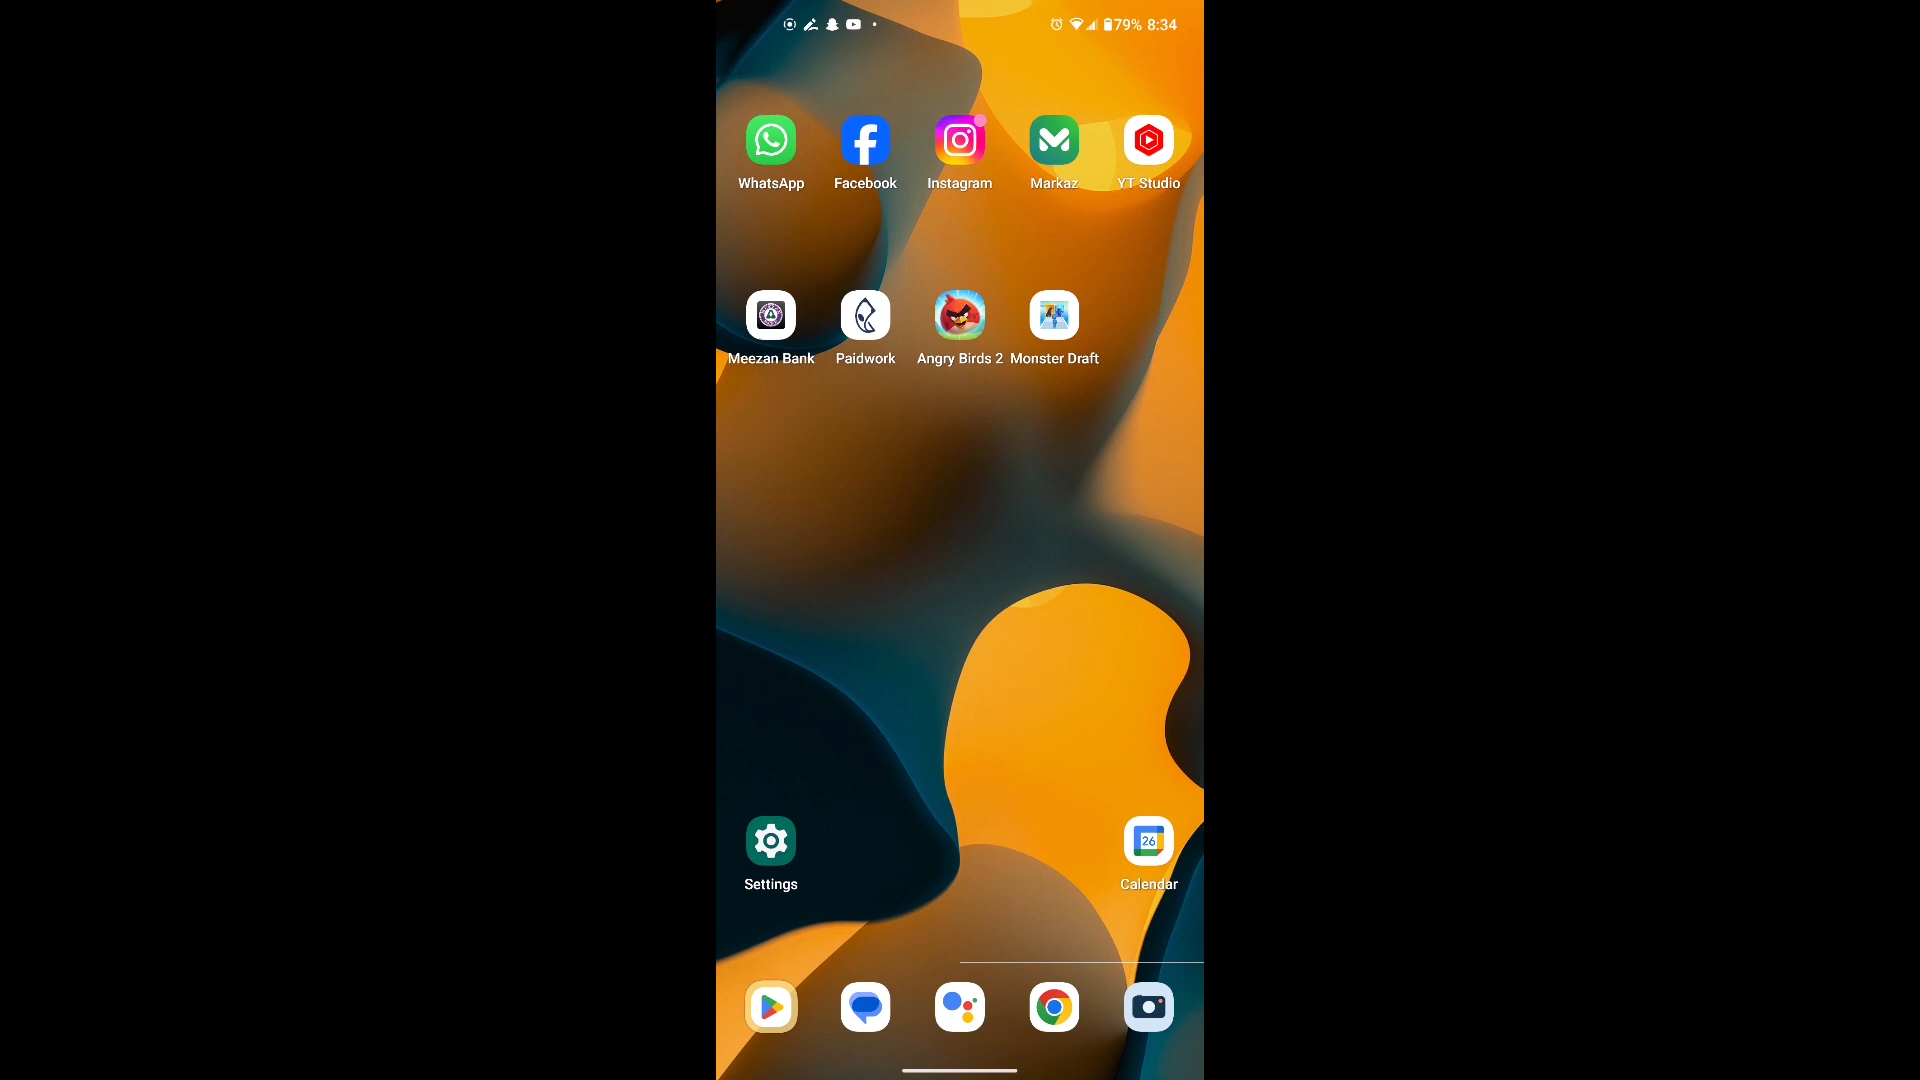 79% 8:34
WhatsApp Facebook Instagram Markaz YT Studio
Meezan Bank Paidwork Angry Birds 2 Monster Draft
26
Settings Calendar